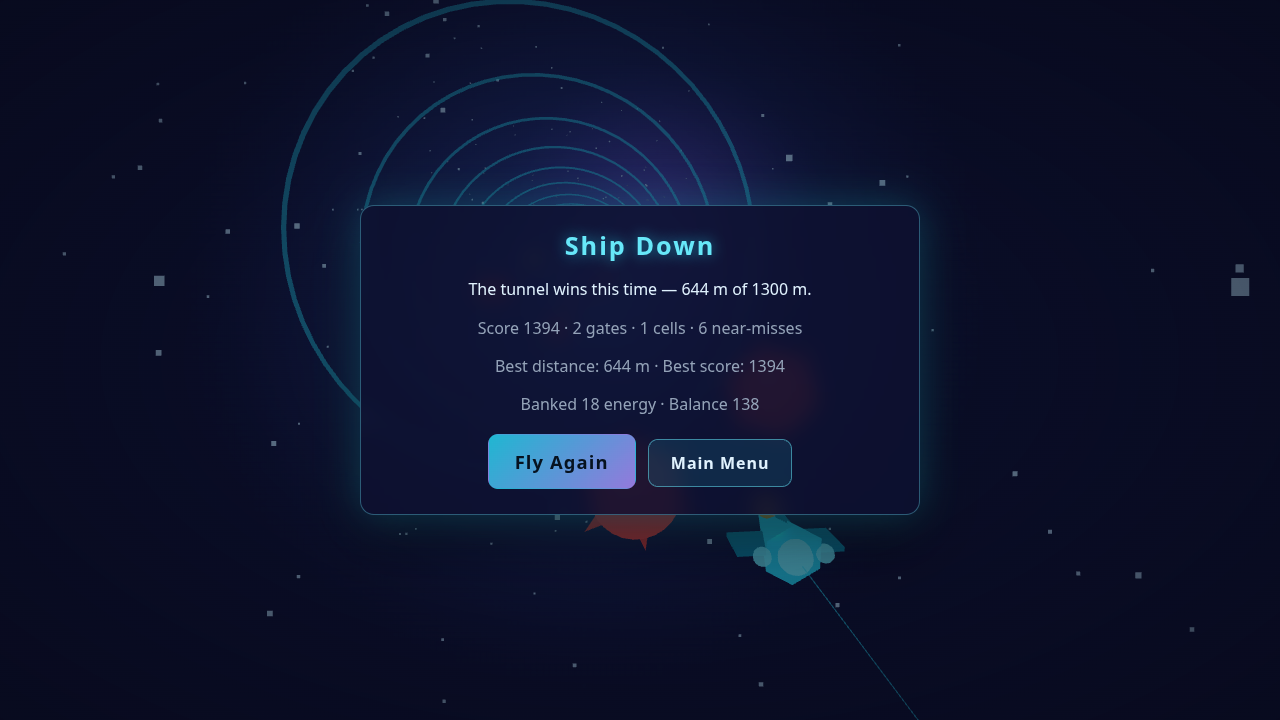 Ship Down
The tunnel wins this time — 644 m of 1300 m.
Score 1394 · 2 gates · 1 cells · 6 near-misses
Best distance: 644 m · Best score: 1394
Banked 18 energy · Balance 138
Fly Again
Main Menu